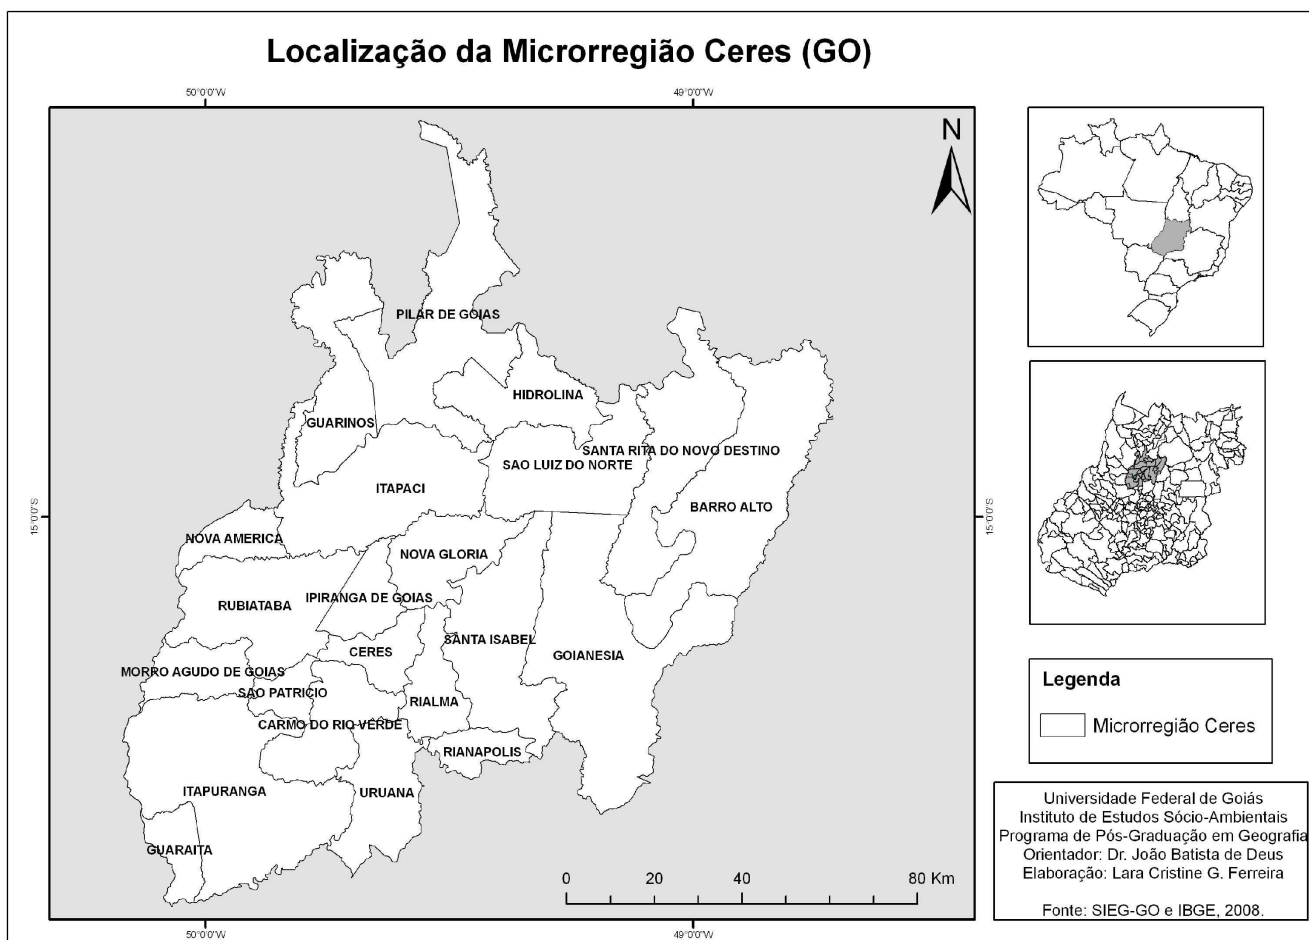 Localização da Microrregião Ceres (GO)
50°0'0"W
49°0'0"W
N
PILAR DE GOIAS
HIDROLINA
GUARINOS
SANTA RITA DO NOVO DESTINO
SAO LUIZ DO NORTE
ITAPACI
BARRO ALTO
15°0'0"S
15°0'0"S
NOVA AMERICA
NOVA GLORIA
IPIRANGA DE GOIAS
RUBIATABA
SANTA ISABEL
CERES
GOIANESIA
MORRO AGUDO DE GOIAS
SAO PATRICIO
RIALMA
CARMO DO RIO VERDE
RIANAPOLIS
ITAPURANGA
URUANA
GUARAITA
0 20 40 80 Km
50°0'0"W
49°0'0"W
Legenda
Microrregião Ceres
Universidade Federal de Goiás
Instituto de Estudos Sócio-Ambientais
Programa de Pós-Graduação em Geografia
Orientador: Dr. João Batista de Deus
Elaboração: Lara Cristine G. Ferreira
Fonte: SIEG-GO e IBGE, 2008.